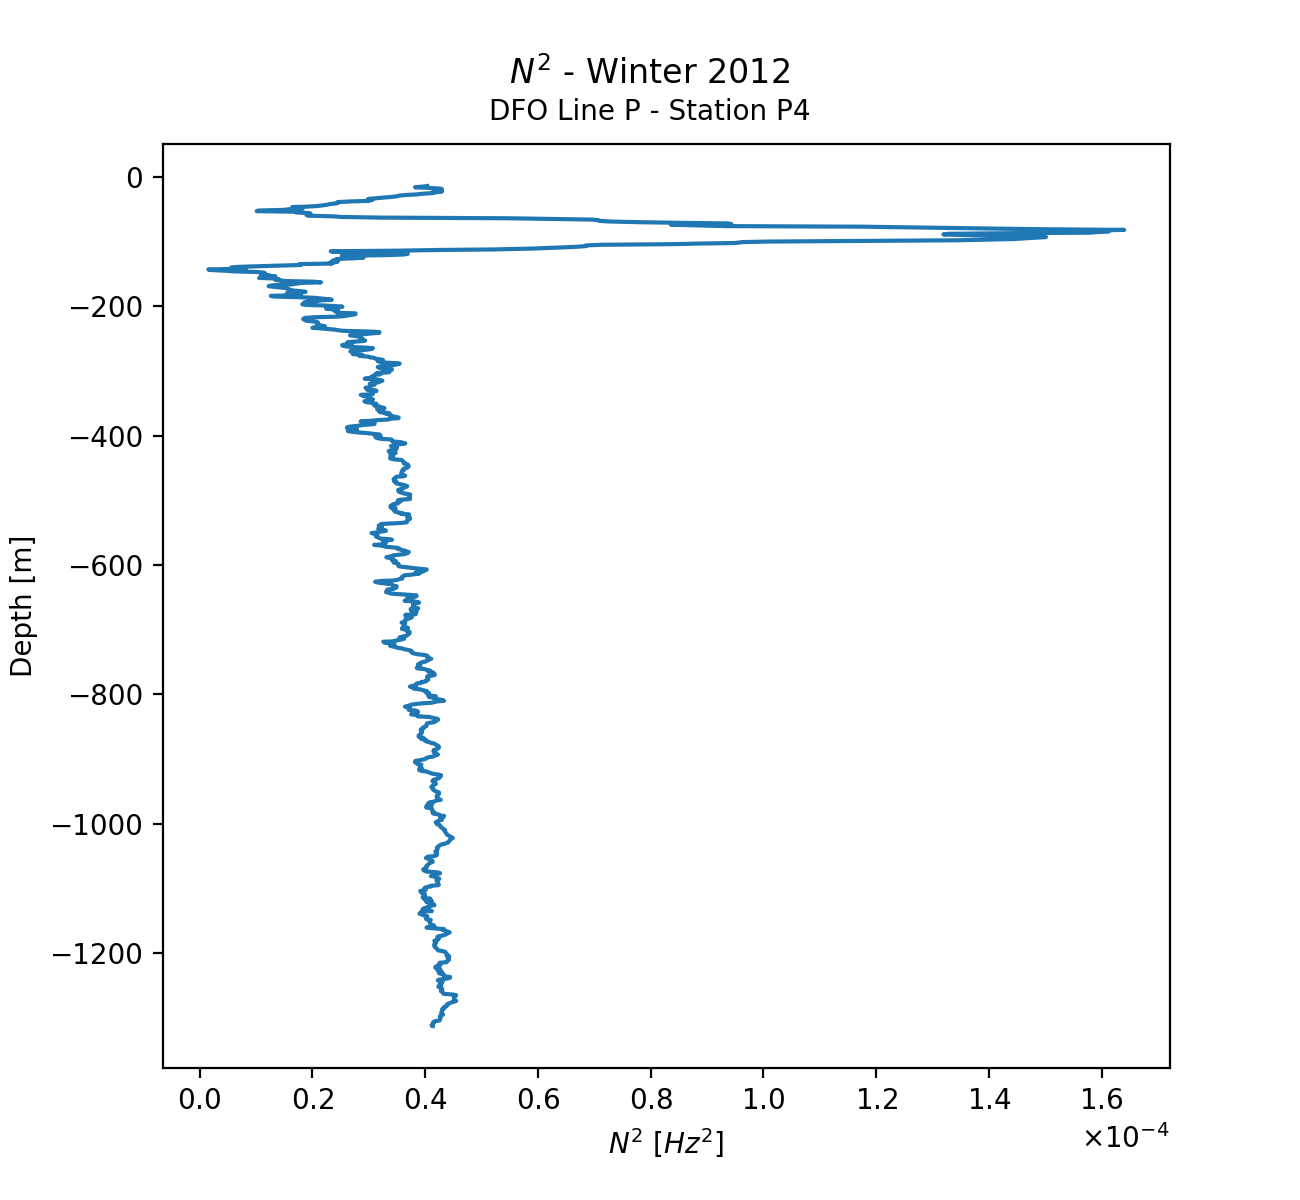 N² - Winter 2012
DFO Line P - Station P4
0
−200
−400
−600
−800
−1000
−1200
Depth [m]
0.0 0.2 0.4 0.6 0.8 1.0 1.2 1.4 1.6
×10⁻⁴
N² [Hz²]